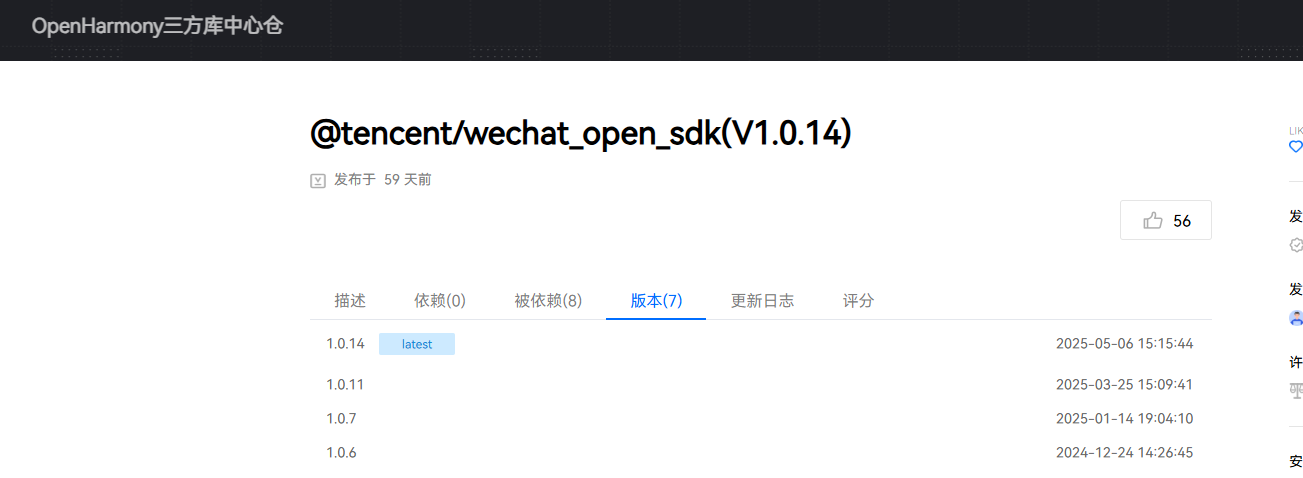 OpenHarmony三方库中心仓
@tencent/wechat_open_sdk(V1.0.14)
LIK
发布于 59 天前
56
发
发
描述 依赖(0) 被依赖(8) 版本(7) 更新日志 评分
1.0.14 latest 2025-05-06 15:15:44
许
1.0.11 2025-03-25 15:09:41
1.0.7 2025-01-14 19:04:10
1.0.6 2024-12-24 14:26:45
安